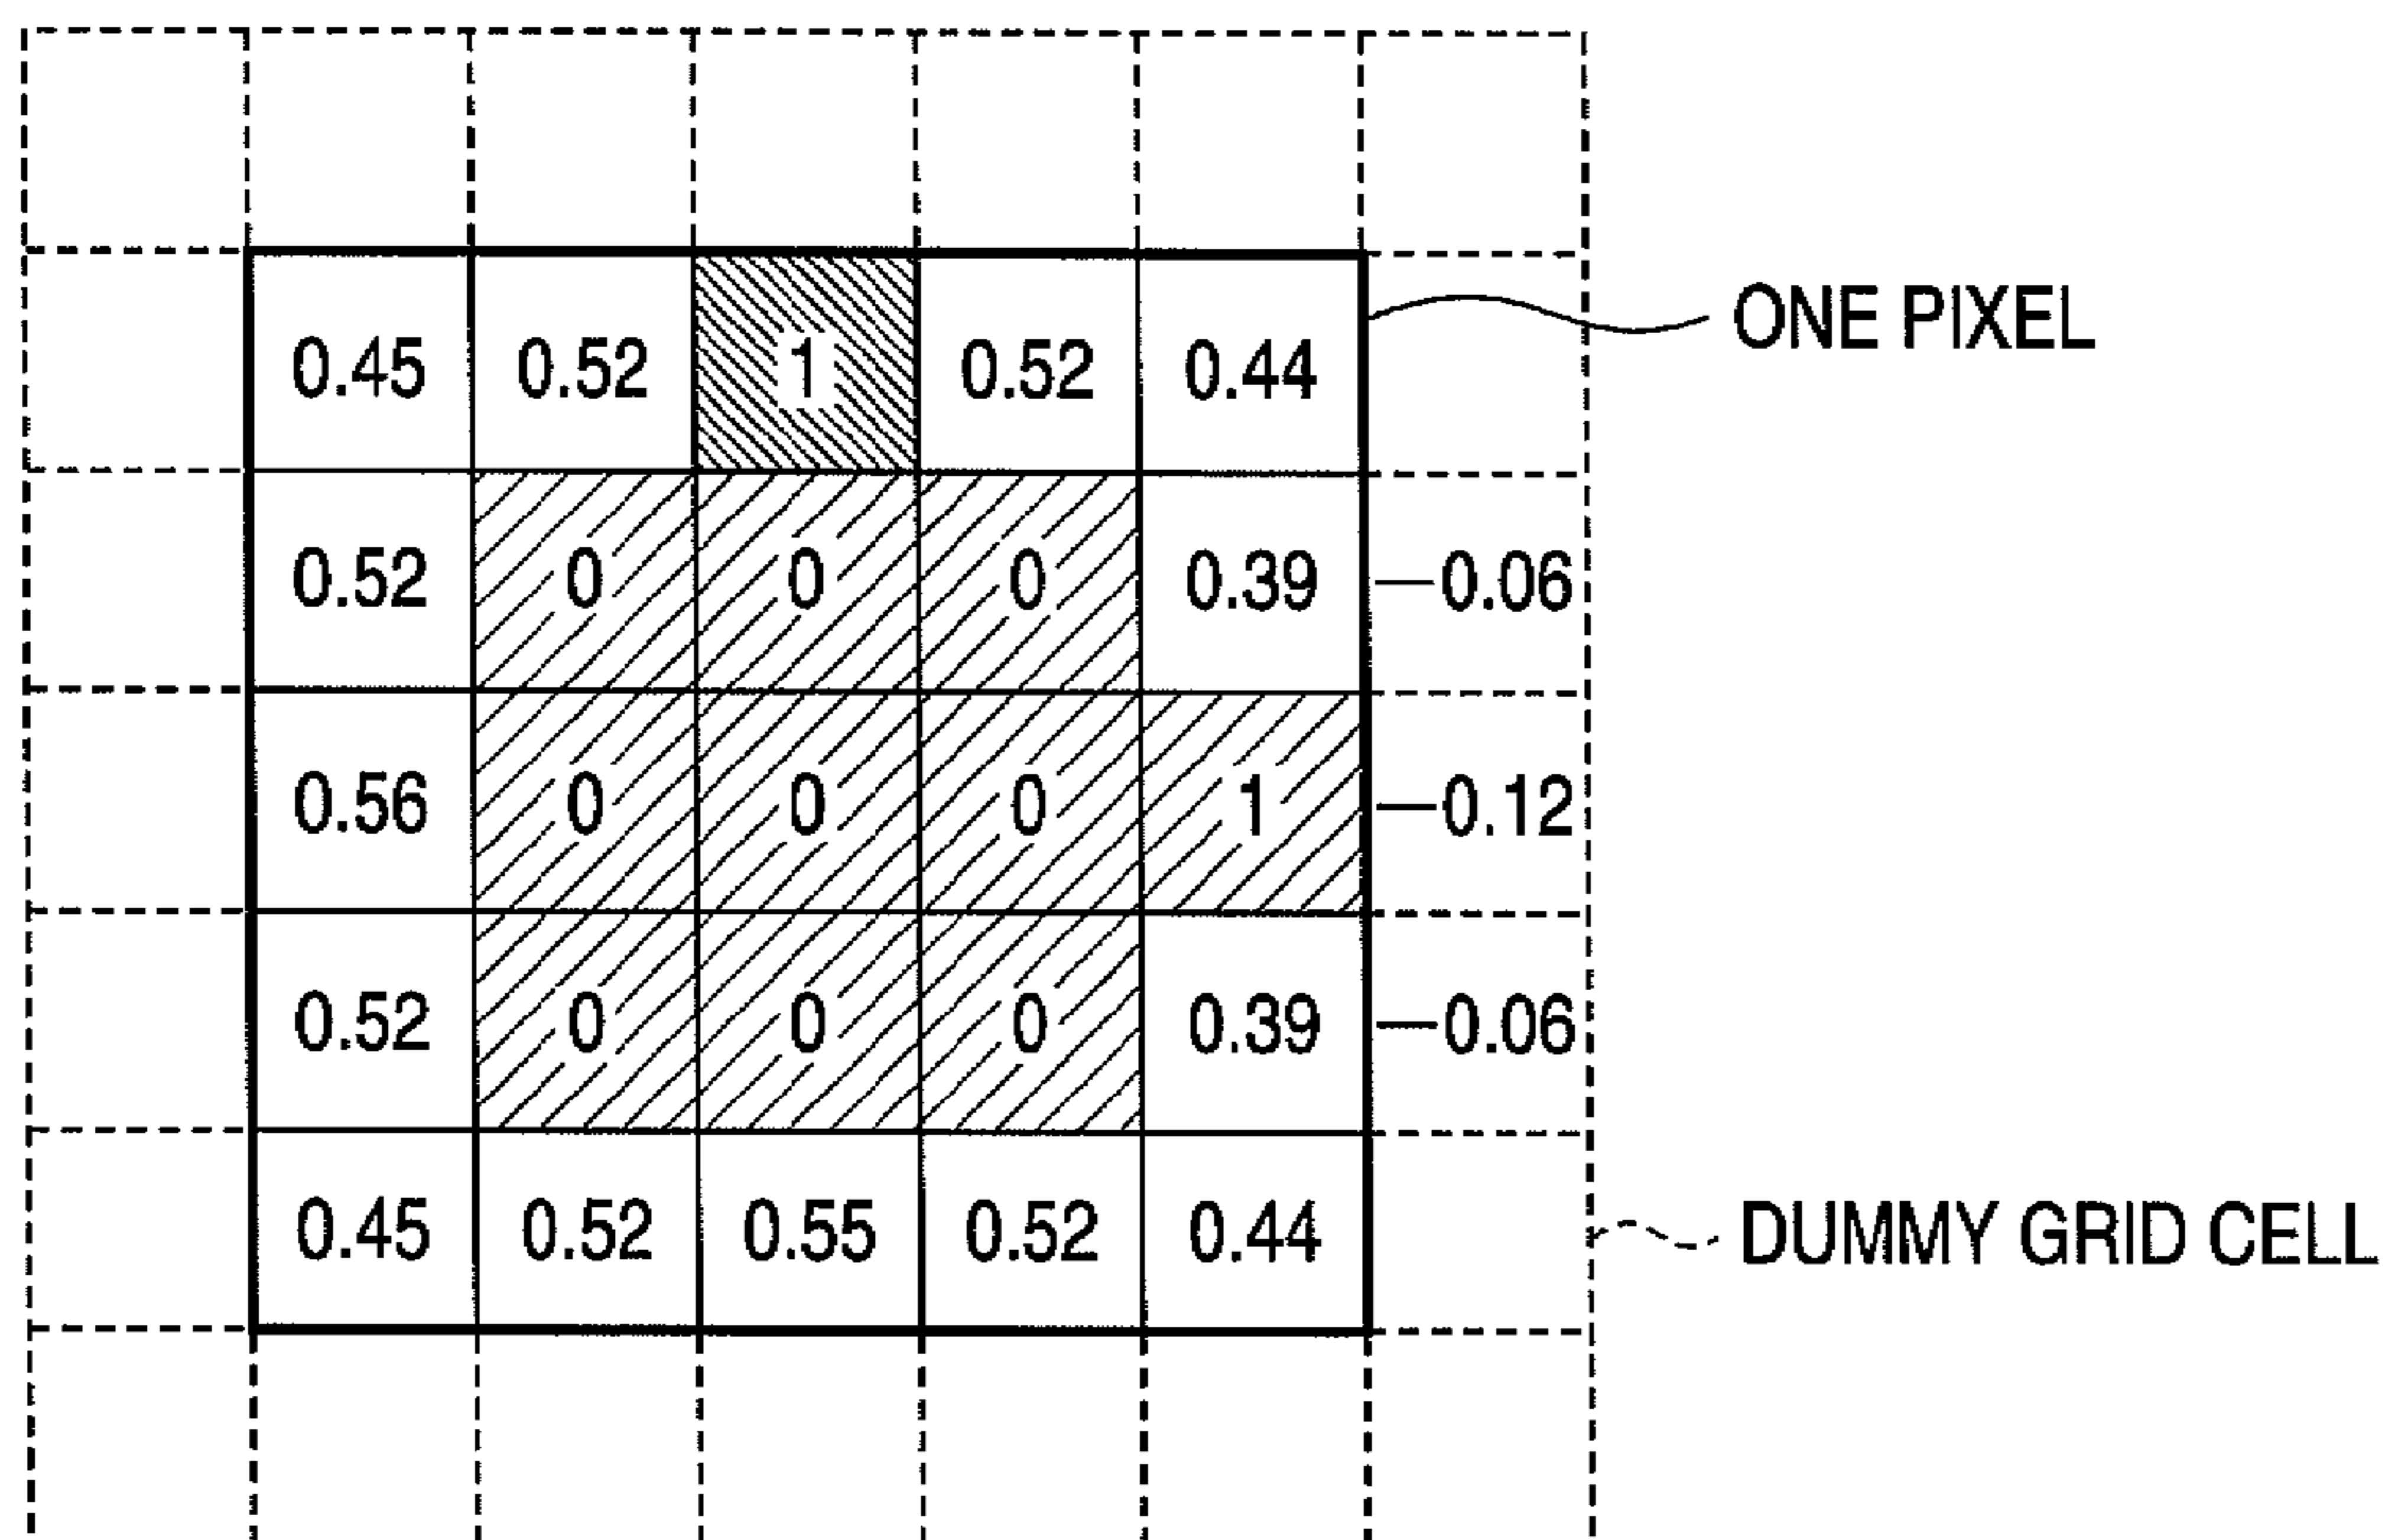 ONE PIXEL
0.45 0.52 1 0.52 0.44
0.52 0 0 0 0.39 —0.06
0.56 0 0 0 1 —0.12
0.52 0 0 0 0.39 —0.06
0.45 0.52 0.55 0.52 0.44
DUMMY GRID CELL